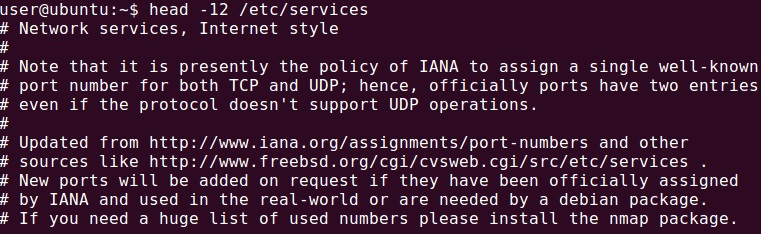 user@ubuntu:~$ head -12 /etc/services
# Network services, Internet style
#
# Note that it is presently the policy of IANA to assign a single well-known
# port number for both TCP and UDP; hence, officially ports have two entries
# even if the protocol doesn't support UDP operations.
#
# Updated from http://www.iana.org/assignments/port-numbers and other
# sources like http://www.freebsd.org/cgi/cvsweb.cgi/src/etc/services .
# New ports will be added on request if they have been officially assigned
# by IANA and used in the real-world or are needed by a debian package.
# If you need a huge list of used numbers please install the nmap package.